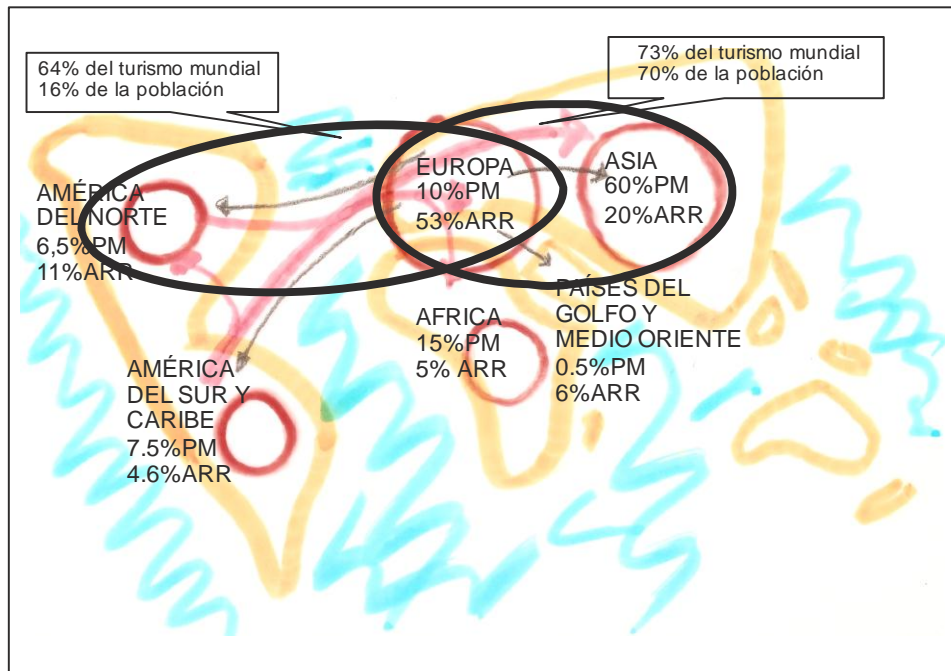 64% del turismo mundial
16% de la población
73% del turismo mundial
70% de la población
AMÉRICA
DEL NORTE
6,5%PM
11%ARR
EUROPA
10%PM
53%ARR
ASIA
60%PM
20%ARR
AFRICA
15%PM
5% ARR
PAÍSES DEL
GOLFO Y
MEDIO ORIENTE
0.5%PM
6%ARR
AMÉRICA
DEL SUR Y
CARIBE
7.5%PM
4.6%ARR